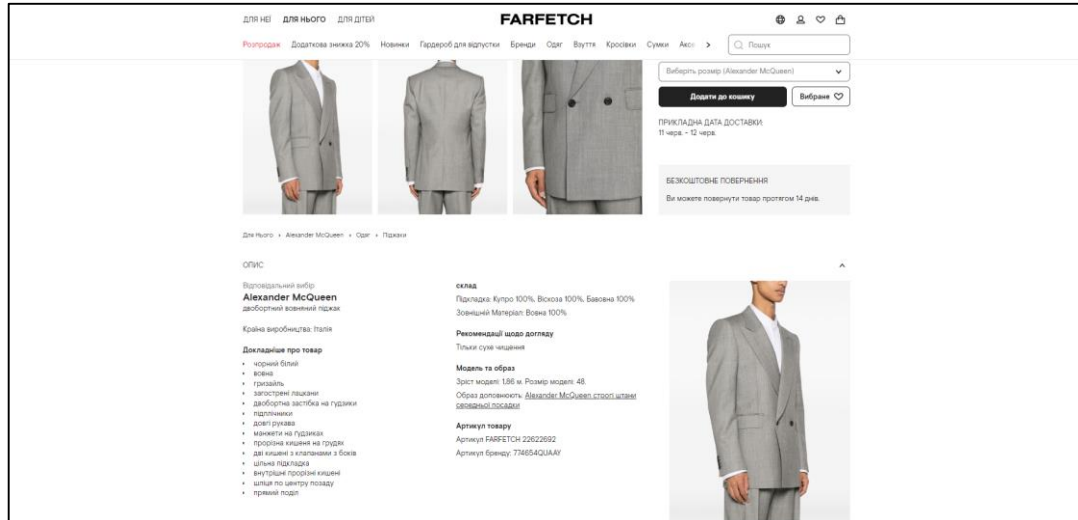 ДЛЯ НЕЇ ДЛЯ НЬОГО ДЛЯ ДІТЕЙ
FARFETCH
Розпродаж Додаткова знижка 20% Новинки Гардероб для відпустки Бренди Одяг Взуття Кросівки Сумки Аксе
Пошук
Виберіть розмір (Alexander McQueen)
Додати до кошику
Вибране
ПРИКЛАДНА ДАТА ДОСТАВКИ:
11 черв. - 12 черв.
БЕЗКОШТОВНЕ ПОВЕРНЕННЯ
Ви можете повернути товар протягом 14 днів.
Для Нього Alexander McQueen Одяг Піджаки
ОПИС
Відповідальний вибір
Alexander McQueen
двобортний вовняний піджак
Країна виробництва: Італія
Докладніше про товар
• чорний білий
• вовна
• гризайль
• загострені лацкани
• двобортна застібка на ґудзики
• підплічники
• довгі рукава
• манжети на ґудзиках
• прорізна кишеня на грудях
• дві кишені з клапанами з боків
• цільна підкладка
• внутрішні прорізні кишені
• шліца по центру позаду
• прямий поділ
склад
Підкладка: Купро 100%, Віскоза 100%, Бавовна 100%
Зовнішній Матеріал: Вовна 100%
Рекомендації щодо догляду
Тільки сухе чищення
Модель та образ
Зріст моделі: 1,86 м. Розмір моделі: 48
Образ доповнюють: Alexander McQueen строгі штани
середньої посадки
Артикул товару
Артикул FARFETCH 22622692
Артикул бренду: 774654QUAAY